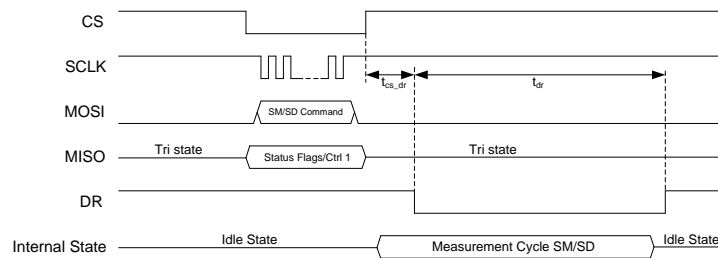 CS
SCLK
t_cs_dr t_dr
MOSI SM/SD Command
MISO Tri state Status Flags/Ctrl 1 Tri state
DR
Internal State Idle State Measurement Cycle SM/SD Idle State